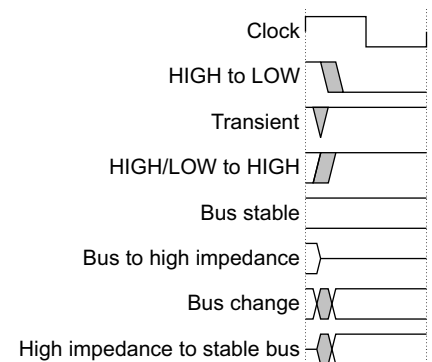 Clock
HIGH to LOW
Transient
HIGH/LOW to HIGH
Bus stable
Bus to high impedance
Bus change
High impedance to stable bus